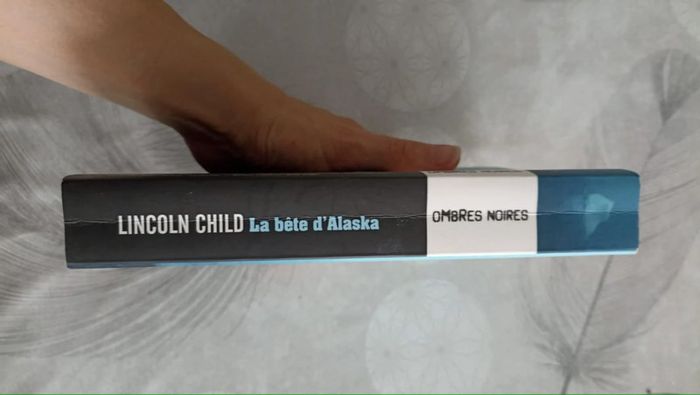 LINCOLN CHILD La bête d'Alaska OMBRES NOIRES